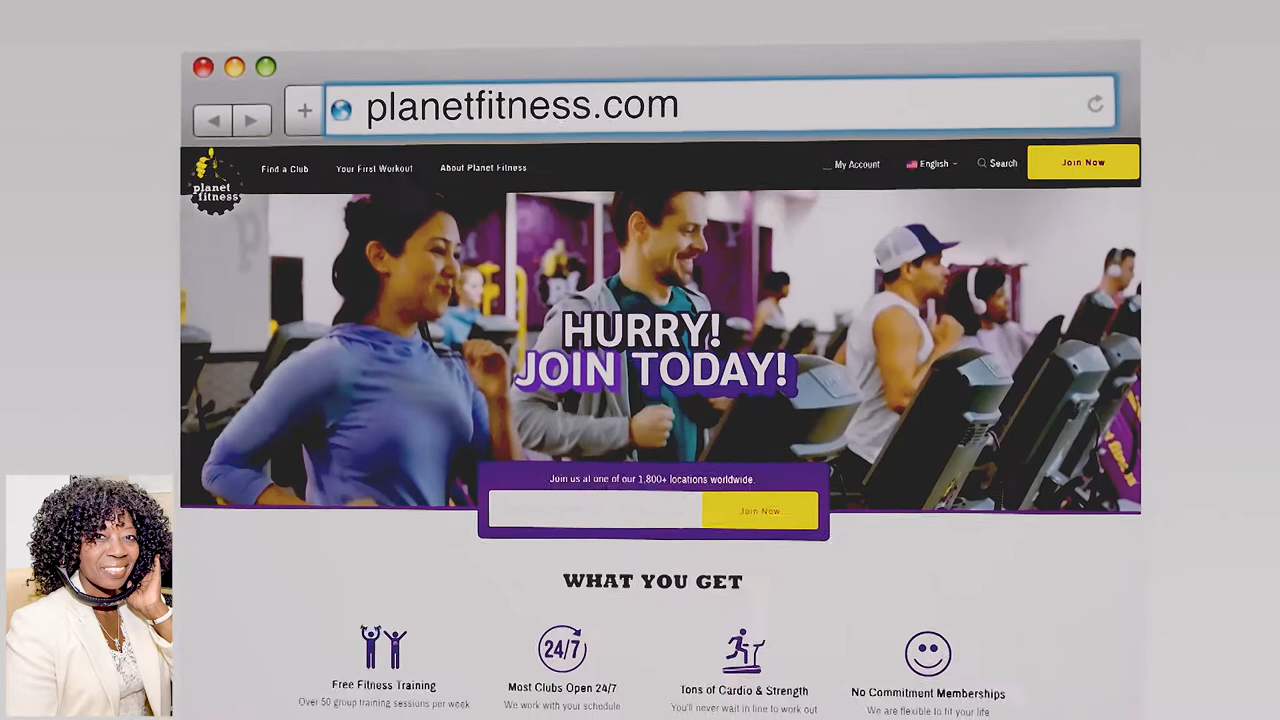 planetfitness.com
planet
fitness
Find a Club
Your First Workout
About Planet Fitness
My Account
English
Search
Join Now
HURRY!
JOIN TODAY!
Join us at one of our 1,800+ locations worldwide.
Join Now
WHAT YOU GET
24/7
Free Fitness Training
Over 50 group training sessions per week
Most Clubs Open 24/7
We work with your schedule
Tons of Cardio & Strength
You'll never wait in line to work out
No Commitment Memberships
We are flexible to fit your life